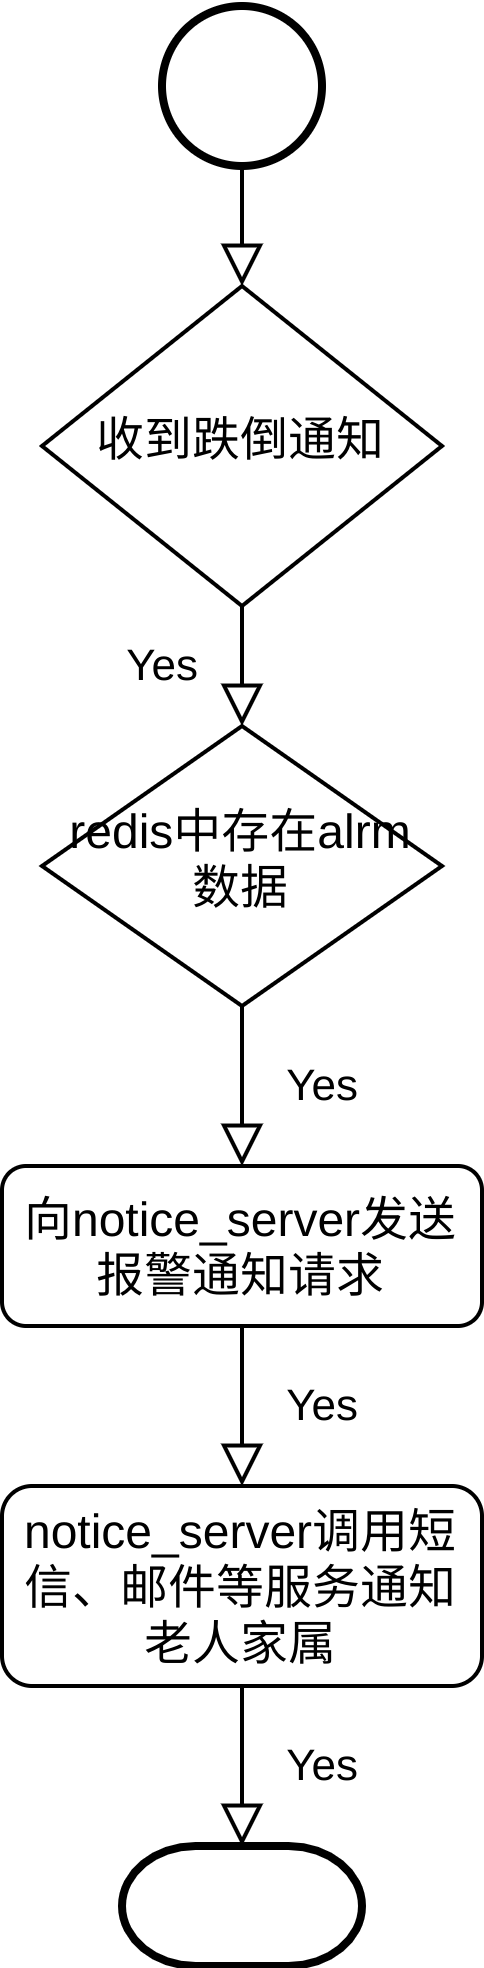 收到跌倒通知
Yes
redis中存在alrm
数据
Yes
向notice_server发送
报警通知请求
Yes
notice_server调用短
信、邮件等服务通知
老人家属
Yes